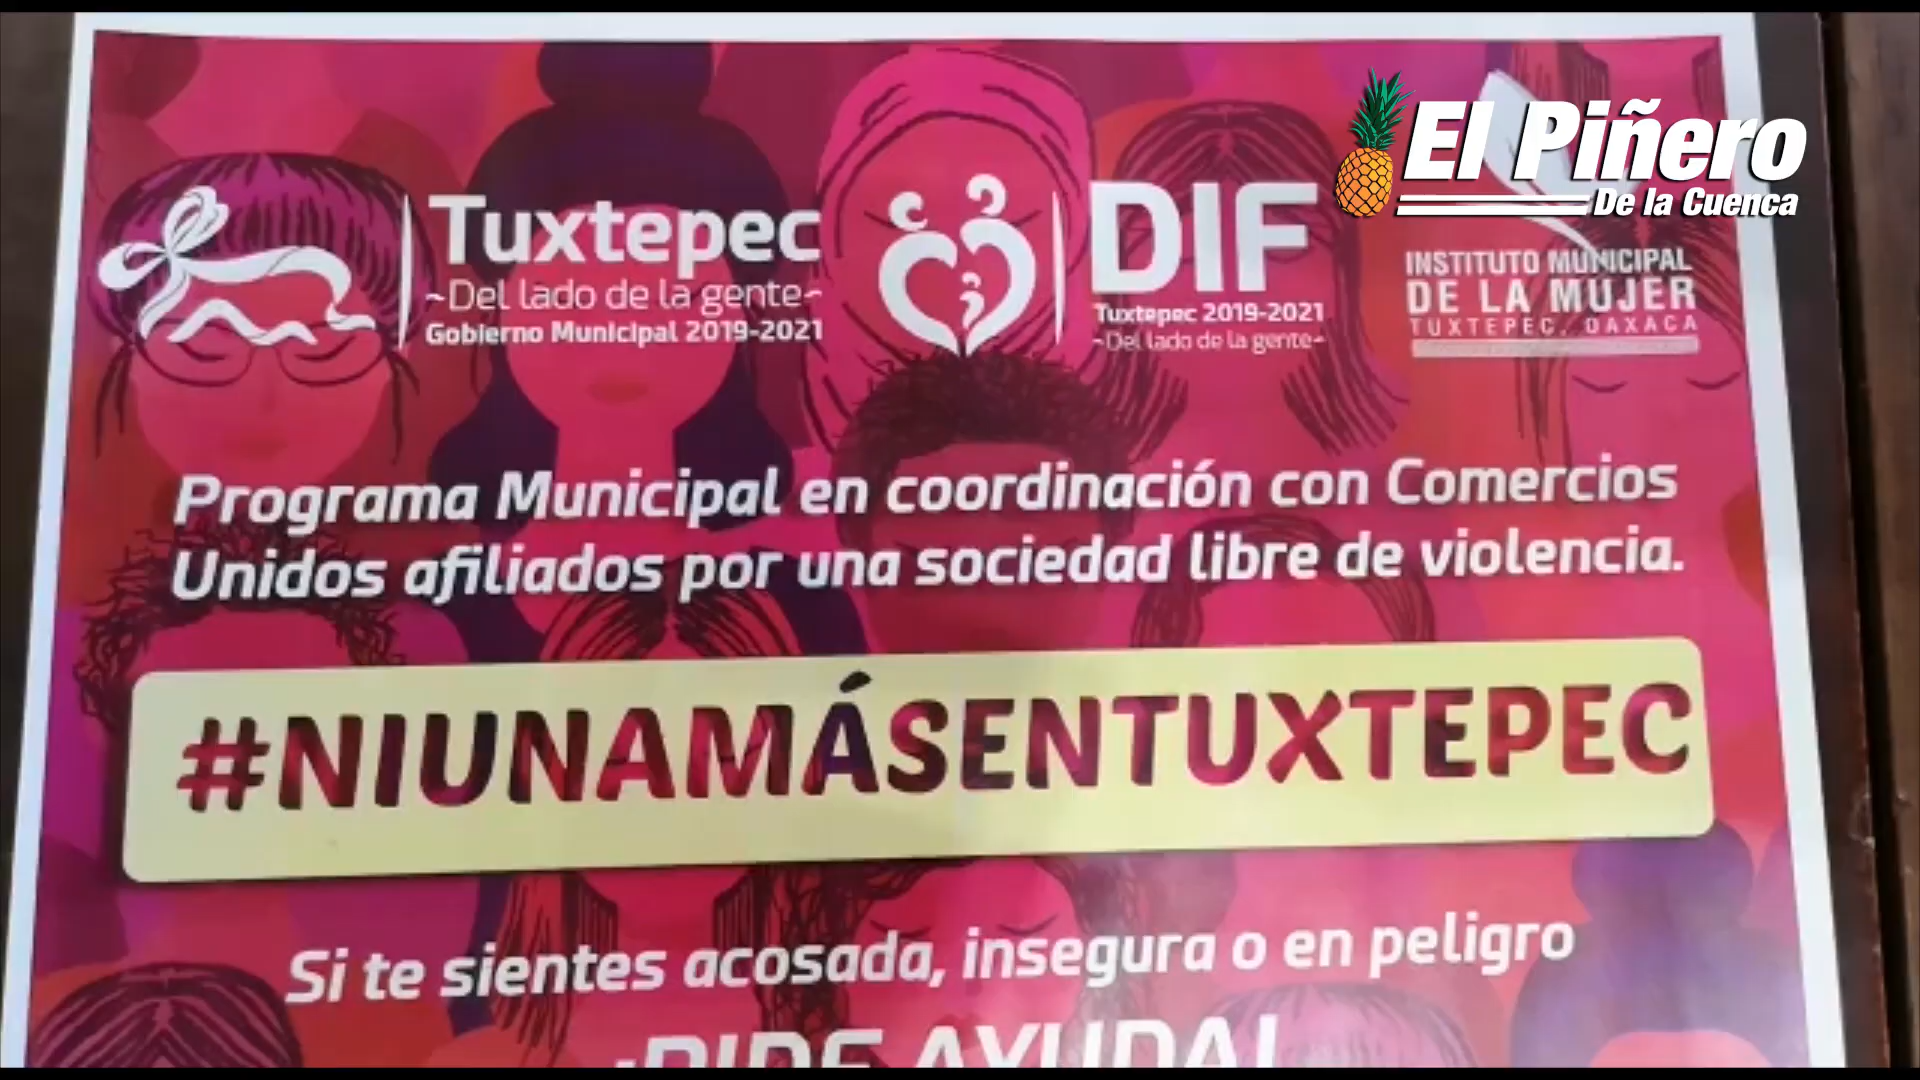 El Piñero
De la Cuenca
Tuxtepec
~Del lado de la gente~
Gobierno Municipal 2019-2021
DIF
Tuxtepec 2019-2021
~Del lado de la gente~
INSTITUTO MUNICIPAL
DE LA MUJER
TUXTEPEC, OAXACA
Programa Municipal en coordinación con Comercios
Unidos afiliados por una sociedad libre de violencia.
#NIUNAMÁSENTUXTEPEC
Si te sientes acosada, insegura o en peligro
¡PIDE AYUDA!